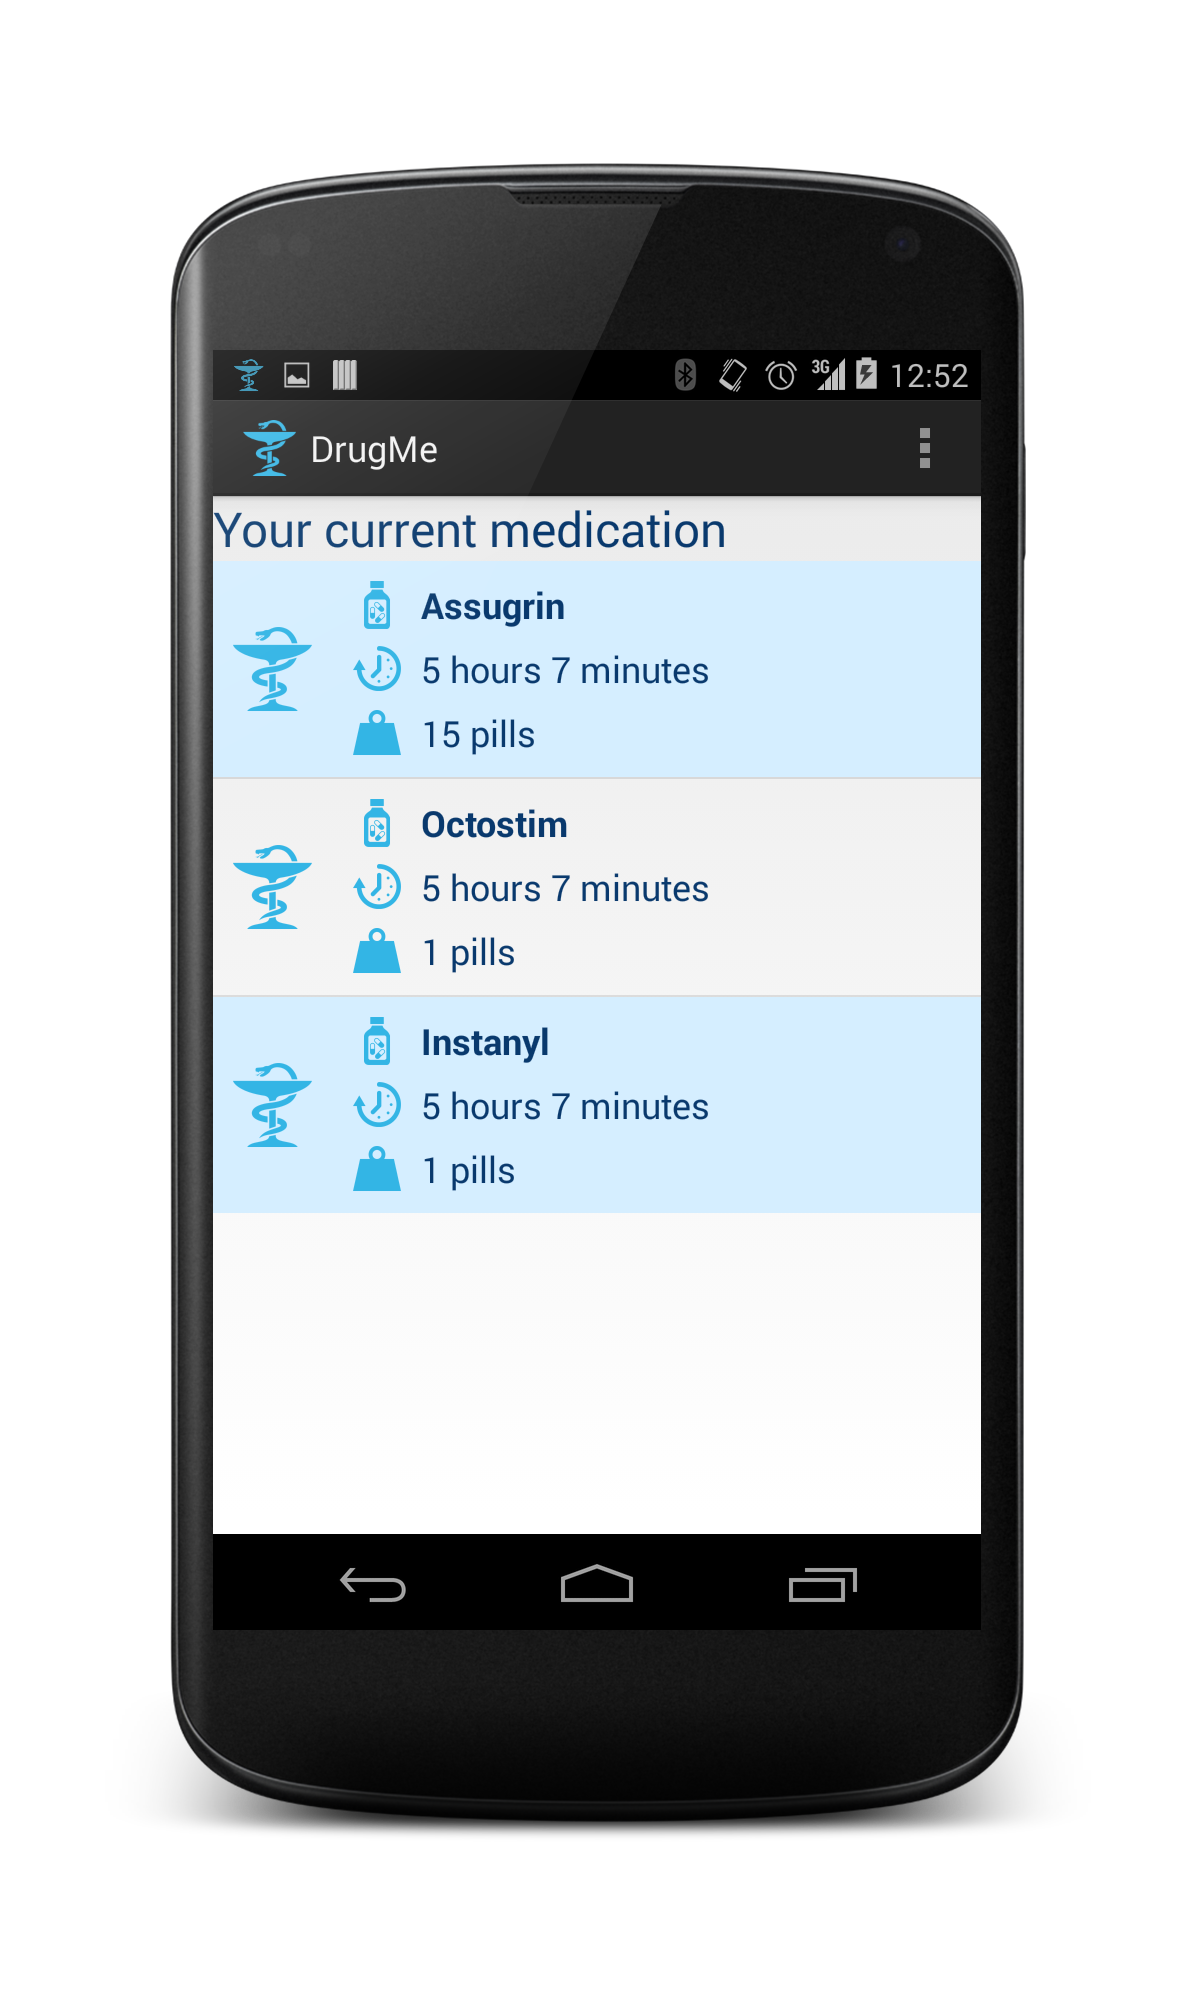 3G 12:52
DrugMe
Your current medication
Assugrin
5 hours 7 minutes
15 pills
Octostim
5 hours 7 minutes
1 pills
Instanyl
5 hours 7 minutes
1 pills